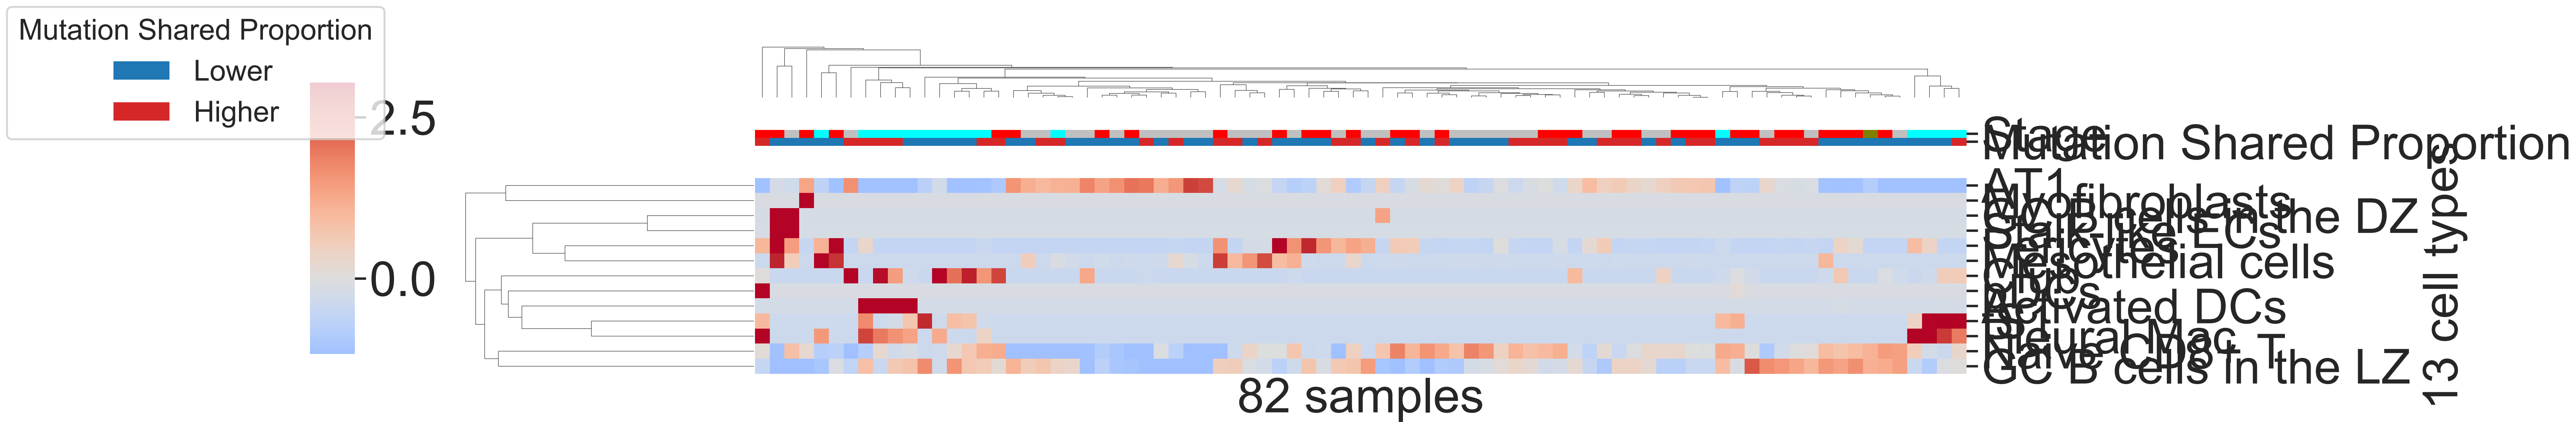 Mutation Shared Proportion
Lower
Higher
2.5
0.0
Stage
Mutation Shared Proportion
AT1
Myofibroblasts
GC B cells in the DZ
Stalk-like ECs
Pericytes
Mesothelial cells
Club
pDCs
Activated DCs
Pleural Mac
Naive CD8+ T
GC B cells in the LZ
13 cell types
82 samples